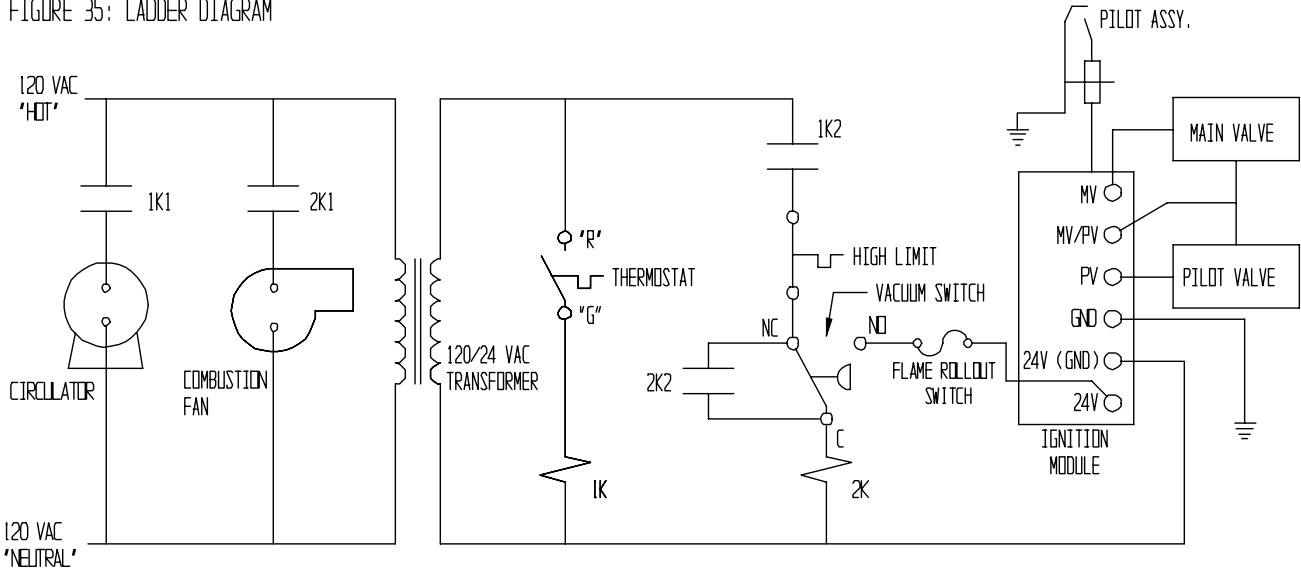 FIGURE 35: LADDER DIAGRAM
PILOT ASSY.
120 VAC
"HOT"
1K2
MAIN VALVE
1K1
2K1
MV
"R"
MV/PV
HIGH LIMIT
THERMOSTAT
PV
PILOT VALVE
VACUUM SWITCH
"G"
NC
NO
GND
120/24 VAC
TRANSFORMER
24V (GND)
FLAME ROLLOUT
SWITCH
COMBUSTION
FAN
2K2
CIRCULATOR
24V
C
IGNITION
MODULE
1K
2K
120 VAC
"NEUTRAL"